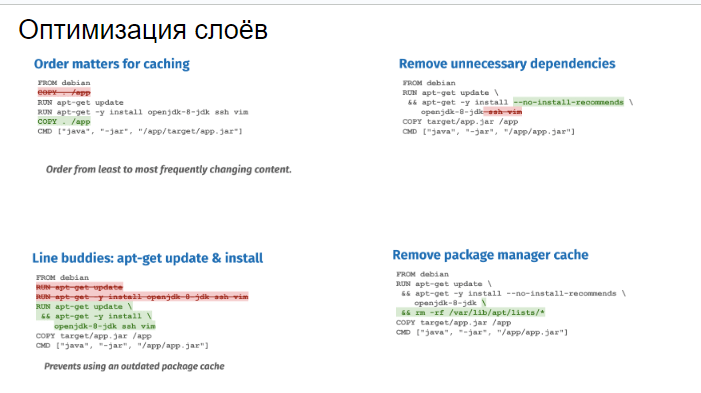 Оптимизация слоёв
Order matters for caching
FROM debian
COPY . /app
RUN apt-get update
RUN apt-get -y install openjdk-8-jdk ssh vim
COPY . /app
CMD ["java", "-jar", "/app/target/app.jar"]
Order from least to most frequently changing content.
Remove unnecessary dependencies
FROM debian
RUN apt-get update \
&& apt-get -y install --no-install-recommends \
openjdk-8-jdk ssh vim
COPY target/app.jar /app
CMD ["java", "-jar", "/app/app.jar"]
Line buddies: apt-get update & install
FROM debian
RUN apt-get update
RUN apt-get -y install openjdk-8-jdk ssh vim
RUN apt-get update \
&& apt-get -y install \
openjdk-8-jdk ssh vim
COPY target/app.jar /app
CMD ["java", "-jar", "/app/app.jar"]
Prevents using an outdated package cache
Remove package manager cache
FROM debian
RUN apt-get update \
&& apt-get -y install --no-install-recommends \
openjdk-8-jdk \
&& rm -rf /var/lib/apt/lists/*
COPY target/app.jar /app
CMD ["java", "-jar", "/app/app.jar"]